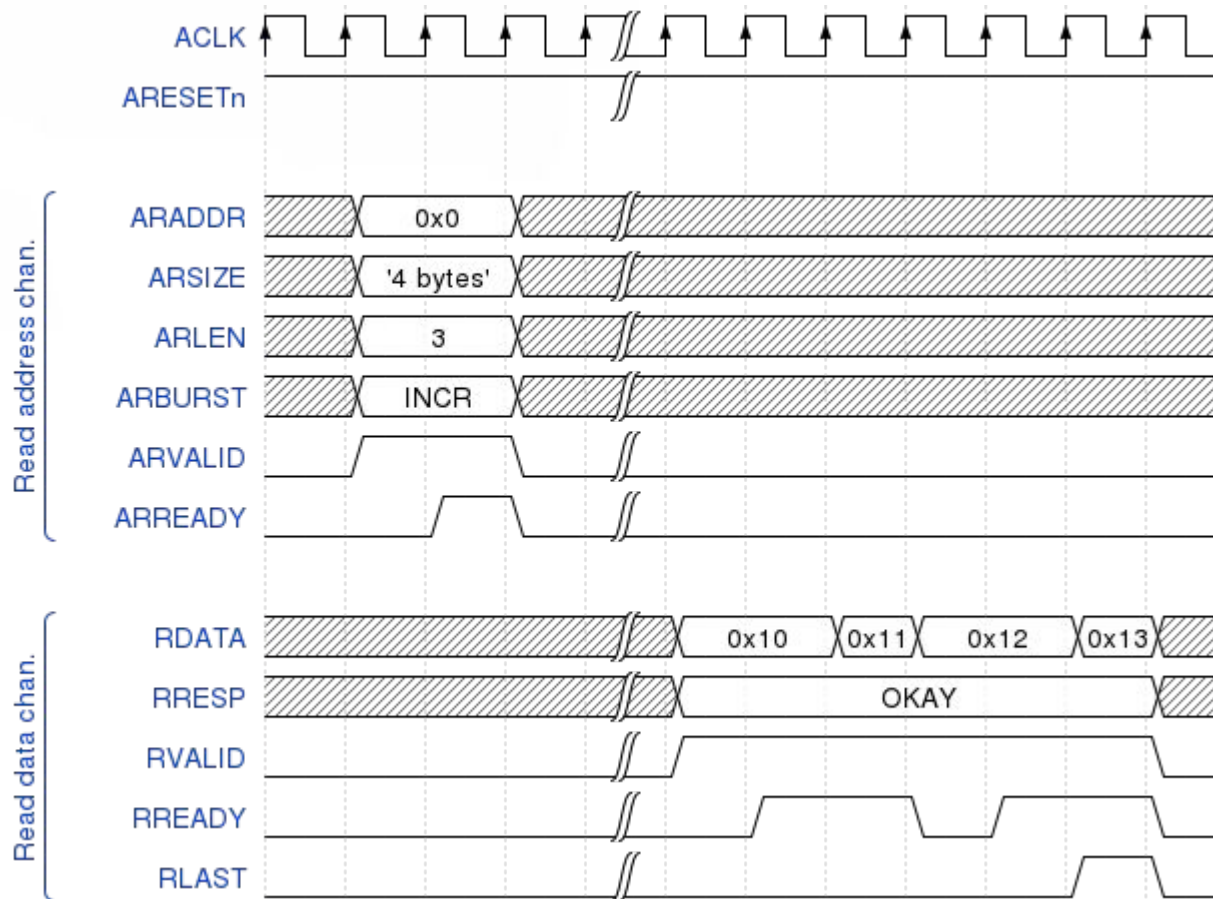 ACLK
ARESETn
Read address chan.
ARADDR 0x0
ARSIZE '4 bytes'
ARLEN 3
ARBURST INCR
ARVALID
ARREADY
Read data chan.
RDATA 0x10 0x11 0x12 0x13
RRESP OKAY
RVALID
RREADY
RLAST